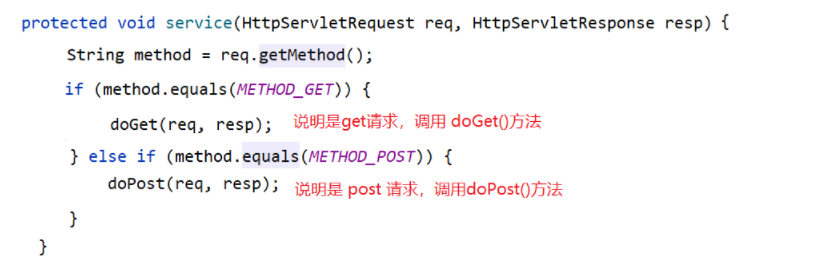 protected void service(HttpServletRequest req, HttpServletResponse resp) {
String method = req.getMethod();
if (method.equals(METHOD_GET)) {
doGet(req, resp); 说明是get请求，调用 doGet()方法
} else if (method.equals(METHOD_POST)) {
doPost(req, resp); 说明是 post 请求，调用doPost()方法
}
}